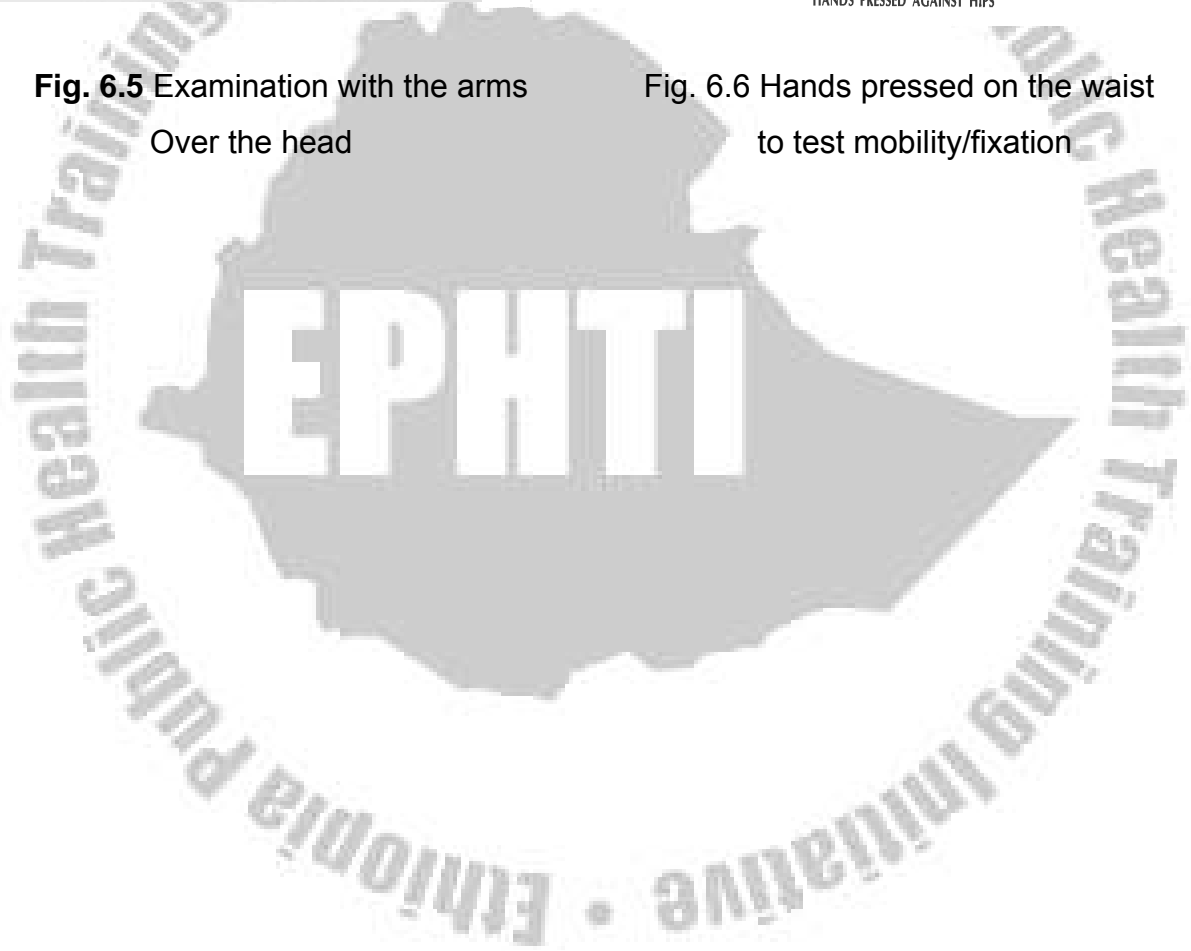 HANDS PRESSED AGAINST HIPS
Fig. 6.5 Examination with the arms
Over the head
Fig. 6.6 Hands pressed on the waist
to test mobility/fixation
EPHTI
Ethiopia Public Health Training Initiative •